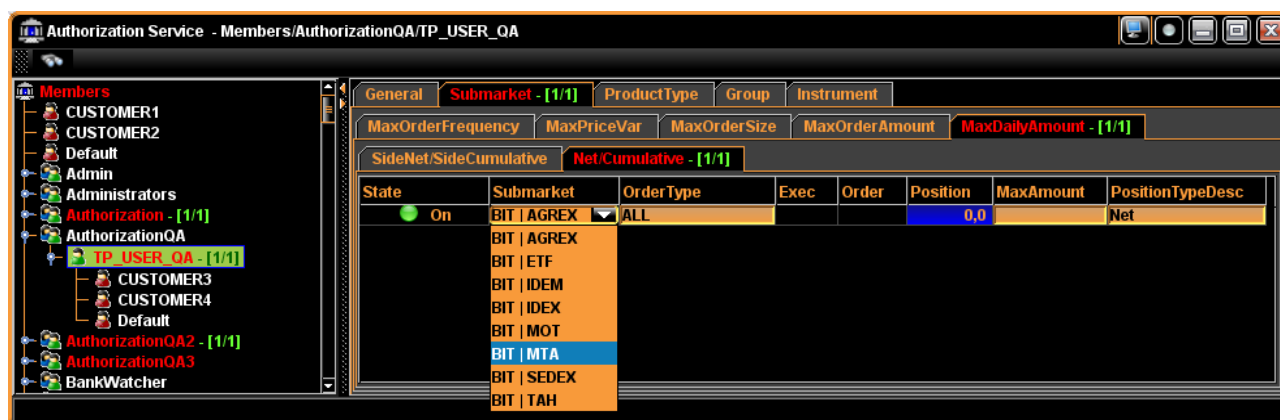 Authorization Service - Members/AuthorizationQA/TP_USER_QA
Members
CUSTOMER1
CUSTOMER2
Default
Admin
Administrators
Authorization - [1/1]
AuthorizationQA
TP_USER_QA - [1/1]
CUSTOMER3
CUSTOMER4
Default
AuthorizationQA2 - [1/1]
AuthorizationQA3
BankWatcher
General Submarket - [1/1] ProductType Group Instrument
MaxOrderFrequency MaxPriceVar MaxOrderSize MaxOrderAmount MaxDailyAmount - [1/1]
SideNet/SideCumulative Net/Cumulative - [1/1]
State Submarket OrderType Exec Order Position MaxAmount PositionTypeDesc
On BIT | AGREX ALL 0,0 Net
BIT | AGREX
BIT | ETF
BIT | IDEM
BIT | IDEX
BIT | MOT
BIT | MTA
BIT | SEDEX
BIT | TAH